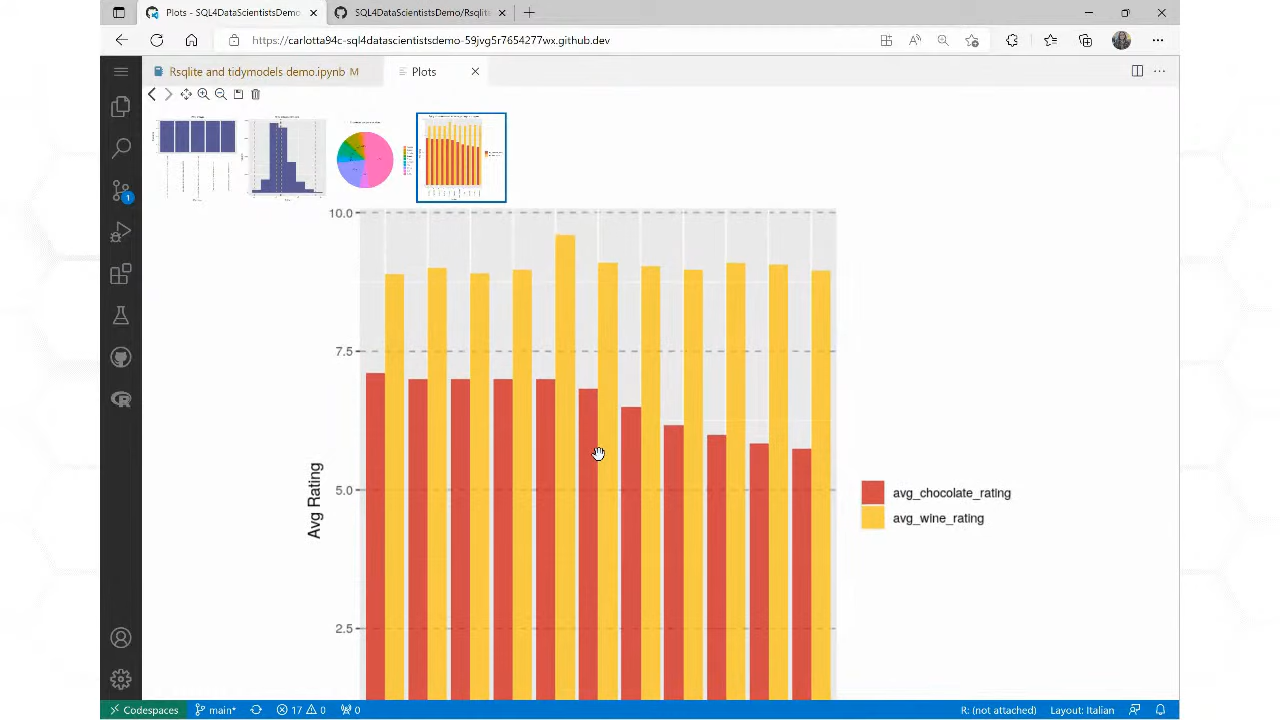 Plots - SQL4DataScientistsDemo
SQL4DataScientistsDemo/Rsqlite
https://carlotta94c-sql4datascientistsdemo-59jvg5r7654277wx.github.dev
Rsqlite and tidymodels demo.ipynb M
Plots
1
10.0
7.5
5.0
2.5
Avg Rating
avg_chocolate_rating
avg_wine_rating
Codespaces
main*
17
0
0
R: (not attached)
Layout: Italian